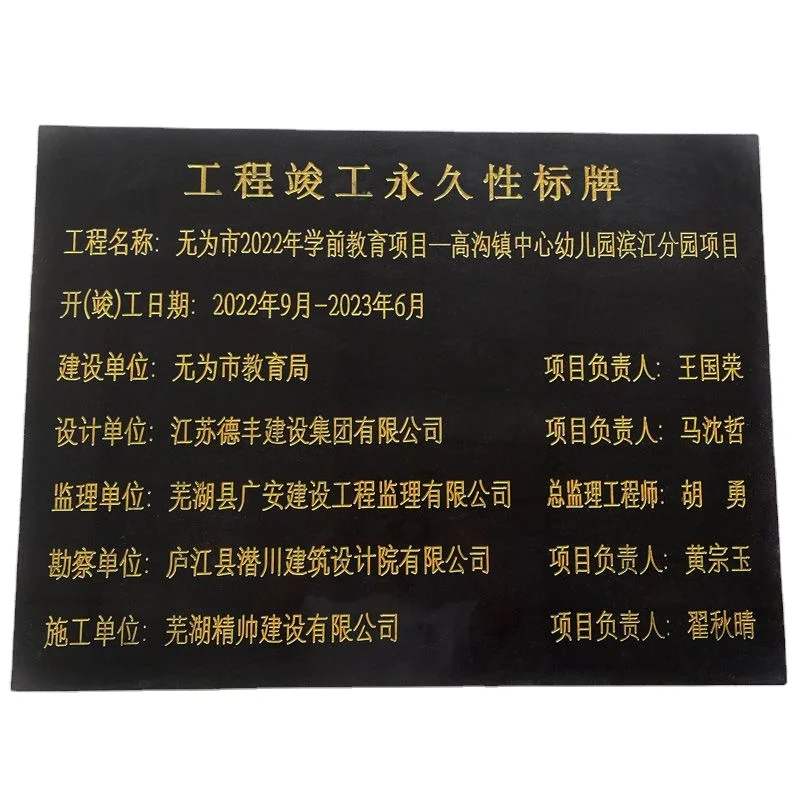 工程竣工永久性标牌
工程名称: 无为市2022年学前教育项目—高沟镇中心幼儿园滨江分园项目
开(竣)工日期: 2022年9月-2023年6月
建设单位: 无为市教育局 项目负责人: 王国荣
设计单位: 江苏德丰建设集团有限公司 项目负责人: 马沈哲
监理单位: 芜湖县广安建设工程监理有限公司 总监理工程师: 胡 勇
勘察单位: 庐江县潜川建筑设计院有限公司 项目负责人: 黄宗玉
施工单位: 芜湖精帅建设有限公司 项目负责人: 翟秋晴